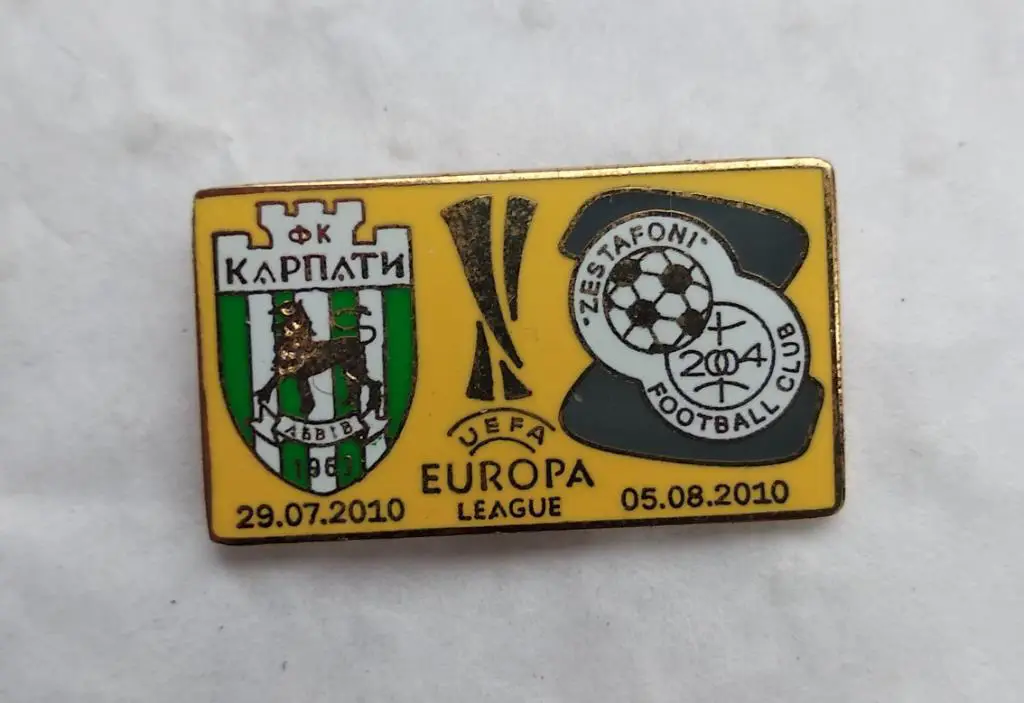 ФК
КАРПАТИ
ЛЬВІВ
1963
29.07.2010
UEFA
EUROPA
LEAGUE
"ZESTAFONI"
2004
FOOTBALL CLUB
05.08.2010